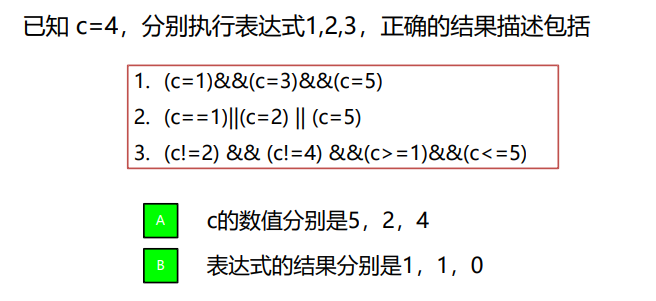 已知 c=4，分别执行表达式1,2,3，正确的结果描述包括
1. (c=1)&&(c=3)&&(c=5)
2. (c==1)||(c=2) || (c=5)
3. (c!=2) && (c!=4) &&(c>=1)&&(c<=5)
A c的数值分别是5，2，4
B 表达式的结果分别是1，1，0